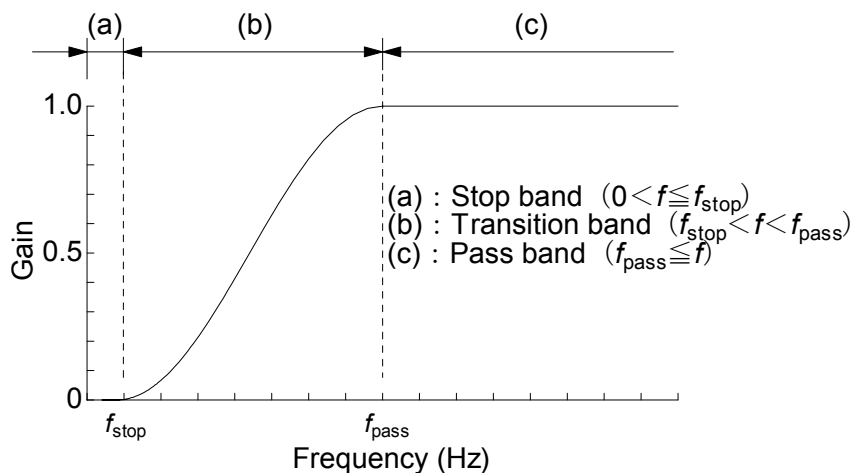 (a) (b) (c)
1.0
(a) : Stop band (0<f≦fstop)
(b) : Transition band (fstop<f<fpass)
(c) : Pass band (fpass≦f)
0.5
Gain
0
fstop fpass
Frequency (Hz)